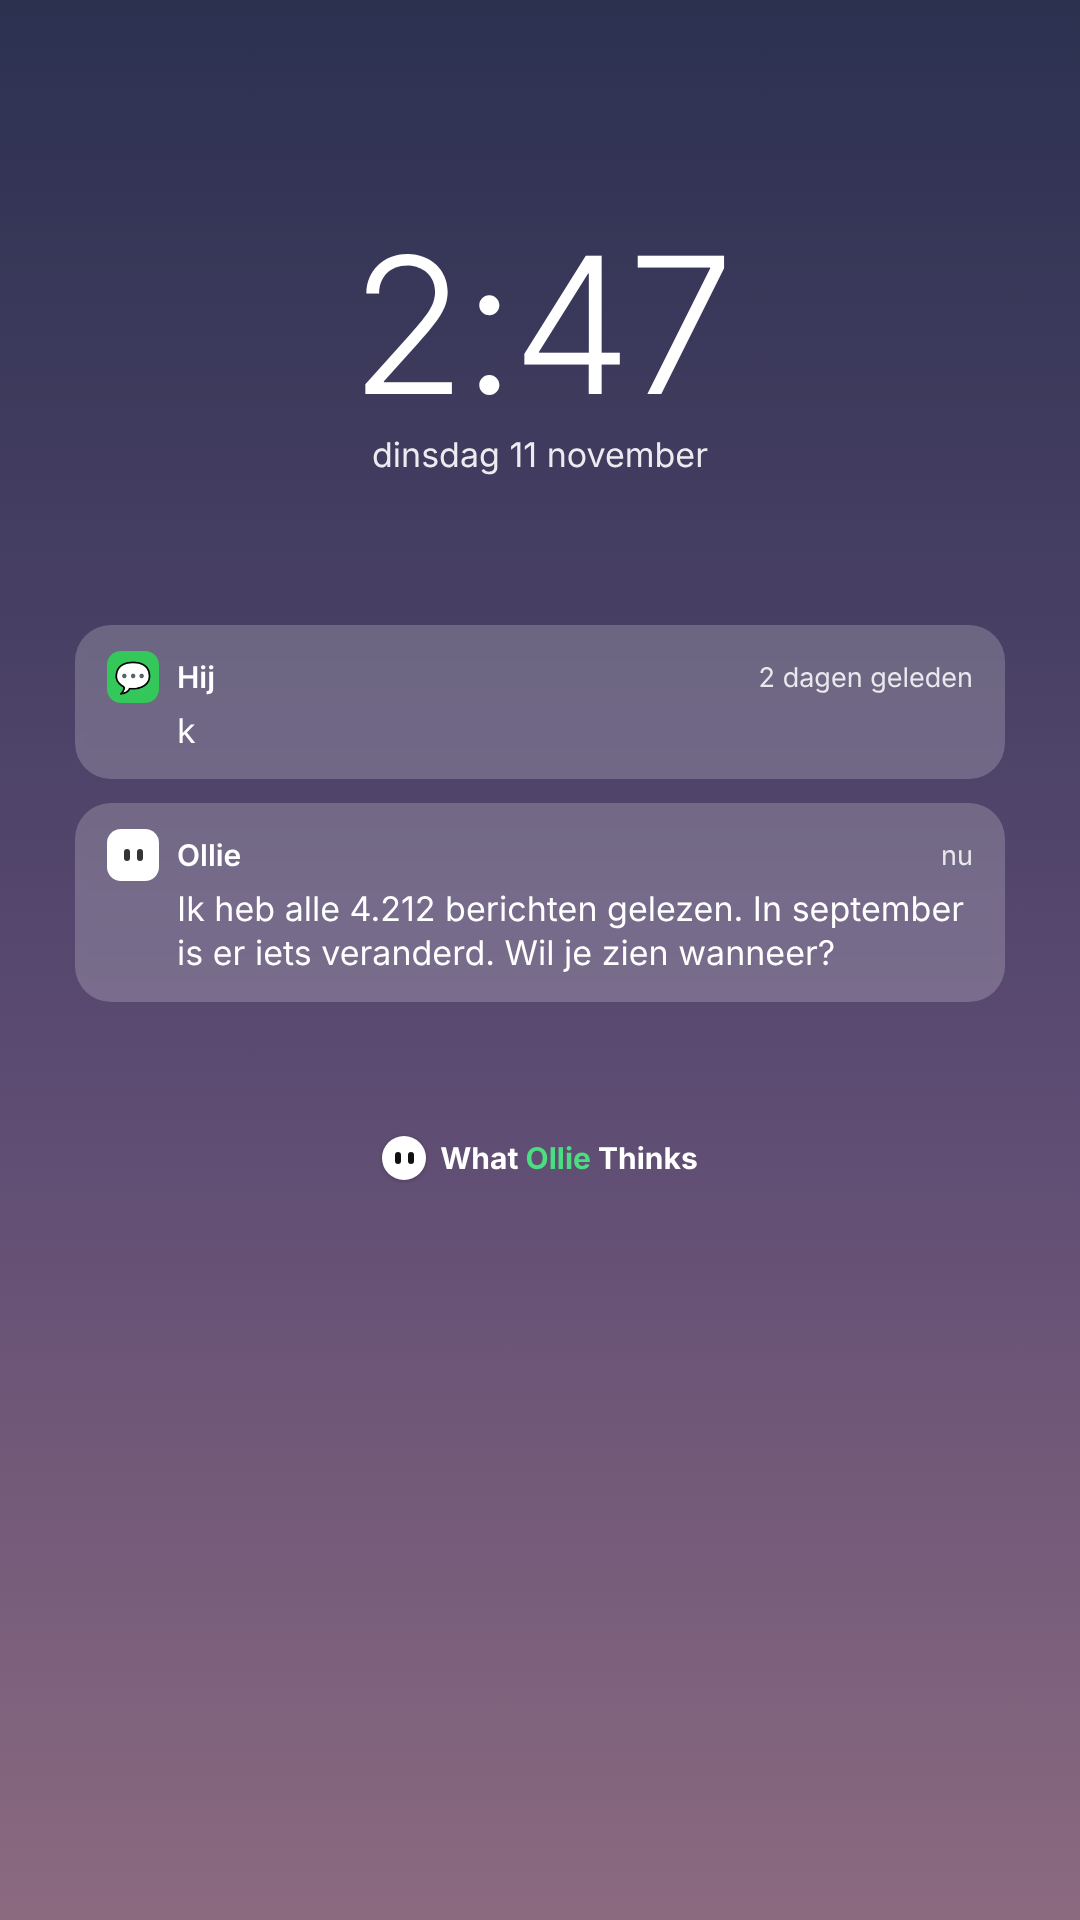 2:47
dinsdag 11 november
Hij
2 dagen geleden
k
Ollie
nu
Ik heb alle 4.212 berichten gelezen. In september
is er iets veranderd. Wil je zien wanneer?
What Ollie Thinks